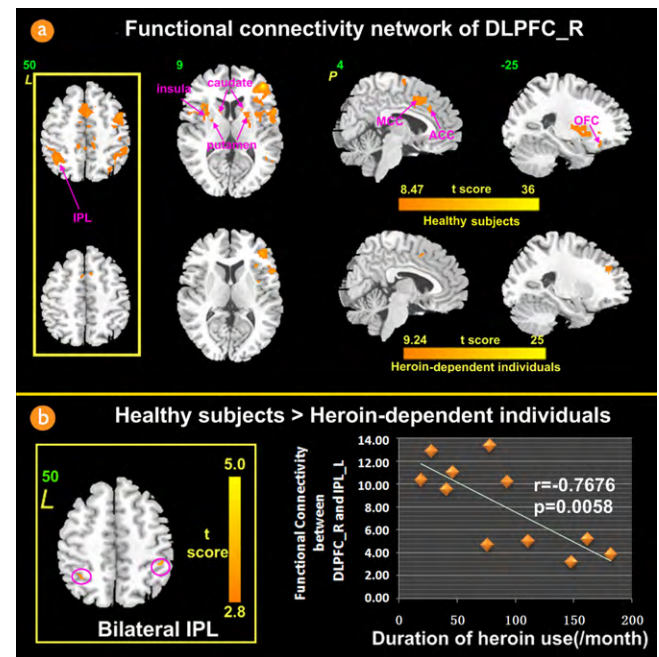 a Functional connectivity network of DLPFC_R
50
L
9
4
P
-25
insula
caudate
putamen
MCC
ACC
OFC
IPL
8.47 t score 36
Healthy subjects
9.24 t score 25
Heroin-dependent individuals
b Healthy subjects > Heroin-dependent individuals
50
L
5.0
t
score
2.8
Bilateral IPL
Functional Connectivity
between
DLPFC_R and IPL_L
14.00
12.00
10.00
8.00
6.00
4.00
2.00
0.00
r=-0.7676
p=0.0058
0 50 100 150 200
Duration of heroin use(/month)